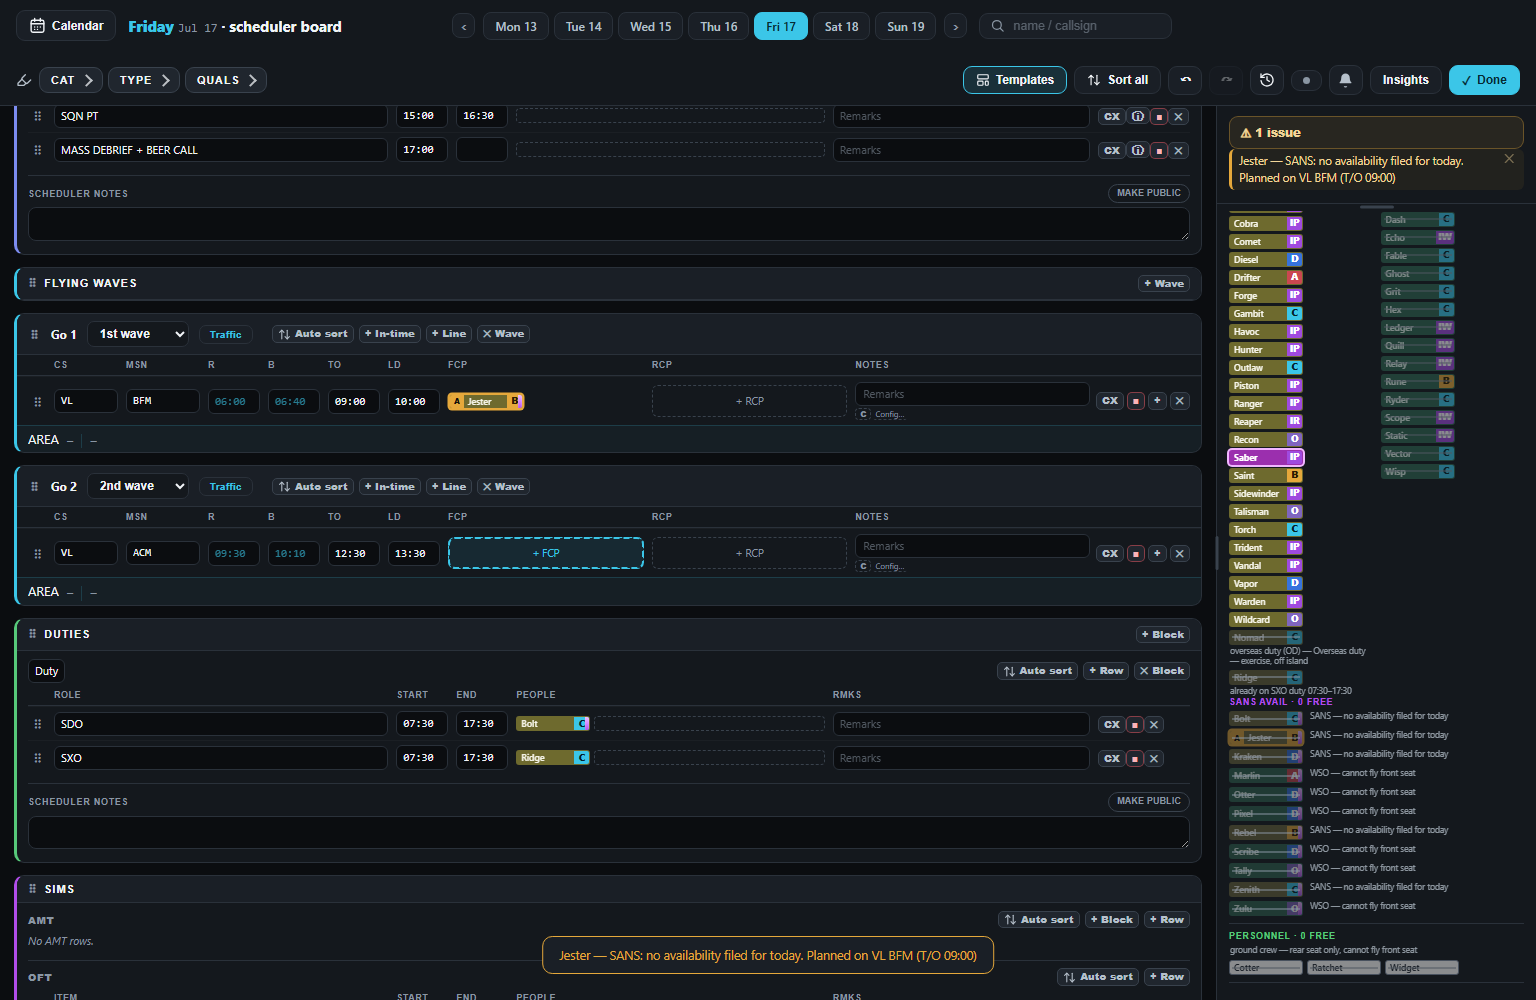 Calendar
Friday Jul 17 · scheduler board
‹ Mon 13 Tue 14 Wed 15 Thu 16 Fri 17 Sat 18 Sun 19 ›
name / callsign
CAT TYPE QUALS
Templates Sort all Insights ✓ Done
SQN PT 15:00 16:30 Remarks CX
MASS DEBRIEF + BEER CALL 17:00 Remarks CX
SCHEDULER NOTES MAKE PUBLIC
FLYING WAVES + Wave
Go 1 1st wave Traffic Auto sort + In-time + Line × Wave
CS MSN R B TO LD FCP RCP NOTES
VL BFM 06:00 06:40 09:00 10:00 A Jester B + RCP Remarks CX
C Config...
AREA – | –
Go 2 2nd wave Traffic Auto sort + In-time + Line × Wave
CS MSN R B TO LD FCP RCP NOTES
VL ACM 09:30 10:10 12:30 13:30 + FCP + RCP Remarks CX
C Config...
AREA – | –
DUTIES + Block
Duty Auto sort + Row × Block
ROLE START END PEOPLE RMKS
SDO 07:30 17:30 Bolt C Remarks CX
SXO 07:30 17:30 Ridge C Remarks CX
SCHEDULER NOTES MAKE PUBLIC
SIMS
AMT Auto sort + Block + Row
No AMT rows.
Jester — SANS: no availability filed for today. Planned on VL BFM (T/O 09:00)
OFT Auto sort + Row
ITEM START END PEOPLE RMKS
⚠ 1 issue
Jester — SANS: no availability filed for today.
Planned on VL BFM (T/O 09:00)
Cobra IP
Comet IP
Diesel D
Drifter A
Forge IP
Gambit C
Havoc IP
Hunter IP
Outlaw C
Piston IP
Ranger IP
Reaper IR
Recon O
Saber IP
Saint B
Sidewinder IP
Talisman O
Torch C
Trident IP
Vandal IP
Vapor D
Warden IP
Wildcard O
Nomad C
overseas duty (OD) — Overseas duty
— exercise, off island
Ridge C
already on SXO duty 07:30–17:30
Dash C
Echo IW
Fable C
Ghost C
Grit C
Hex C
Ledger IW
Quill IW
Relay IW
Rune B
Ryder C
Scope IW
Static IW
Vector C
Wisp C
SANS AVAIL · 0 FREE
Bolt C SANS — no availability filed for today
A Jester B SANS — no availability filed for today
Kraken D SANS — no availability filed for today
Marlin A WSO — cannot fly front seat
Otter D WSO — cannot fly front seat
Pixel D WSO — cannot fly front seat
Rebel B SANS — no availability filed for today
Scribe D WSO — cannot fly front seat
Tally O WSO — cannot fly front seat
Zenith C SANS — no availability filed for today
Zulu O WSO — cannot fly front seat
PERSONNEL · 0 FREE
ground crew — rear seat only, cannot fly front seat
Cotter Ratchet Widget